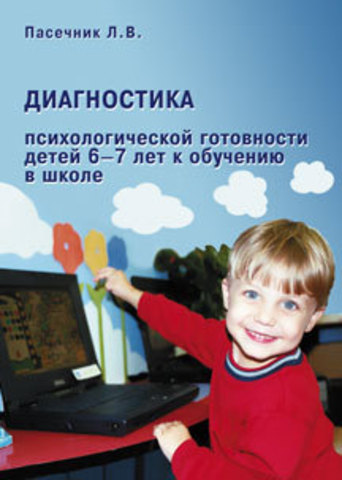 Пасечник Л.В.
ДИАГНОСТИКА
психологической готовности
детей 6–7 лет к обучению
в школе